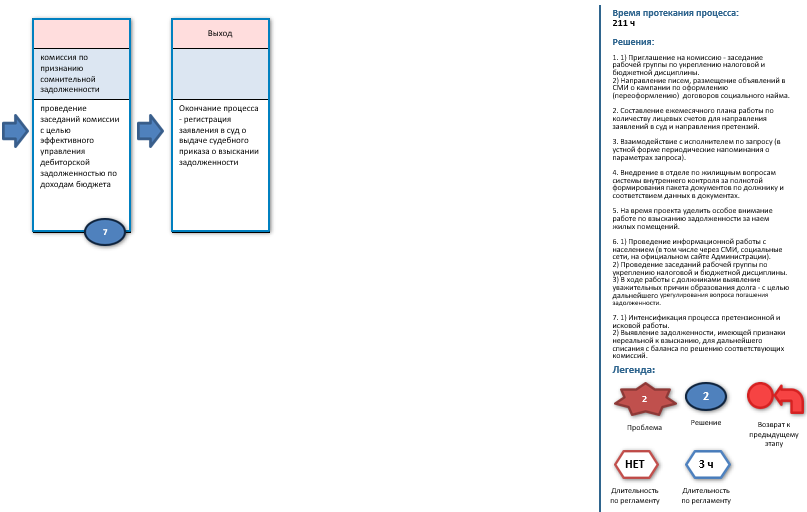 комиссия по
признанию
сомнительной
задолженности
проведение
заседаний комиссии
с целью
эффективного
управления
дебиторской
задолженностью по
доходам бюджета
7
Выход
Окончание процесса
- регистрация
заявления в суд о
выдаче судебного
приказа о взыскании
задолженности
Время протекания процесса:
211 ч
Решения:
1. 1) Приглашение на комиссию - заседание
рабочей группы по укреплению налоговой и
бюджетной дисциплины.
2) Направление писем, размещение объявлений в
СМИ о кампании по оформлению
(переоформлению) договоров социального найма.
2. Составление ежемесячного плана работы по
количеству лицевых счетов для направления
заявлений в суд и направления претензий.
3. Взаимодействие с исполнителем по запросу (в
устной форме периодические напоминания о
параметрах запроса).
4. Внедрение в отделе по жилищным вопросам
системы внутреннего контроля за полнотой
формирования пакета документов по должнику и
соответствием данных в документах.
5. На время проекта уделить особое внимание
работе по взысканию задолженности за наем
жилых помещений.
6. 1) Проведение информационной работы с
населением (в том числе через СМИ, социальные
сети, на официальном сайте Администрации).
2) Проведение заседаний рабочей группы по
укреплению налоговой и бюджетной дисциплины.
3) В ходе работы с должниками выявление
уважительных причин образования долга - с целью
дальнейшего урегулирования вопроса погашения
задолженности.
7. 1) Интенсификация процесса претензионной и
исковой работы.
2) Выявление задолженности, имеющей признаки
нереальной к взысканию, для дальнейшего
списания с баланса по решению соответствующих
комиссий.
Легенда:
2
Проблема
2
Решение
Возврат к
предыдущему
этапу
НЕТ
Длительность
по регламенту
3 ч
Длительность
по регламенту